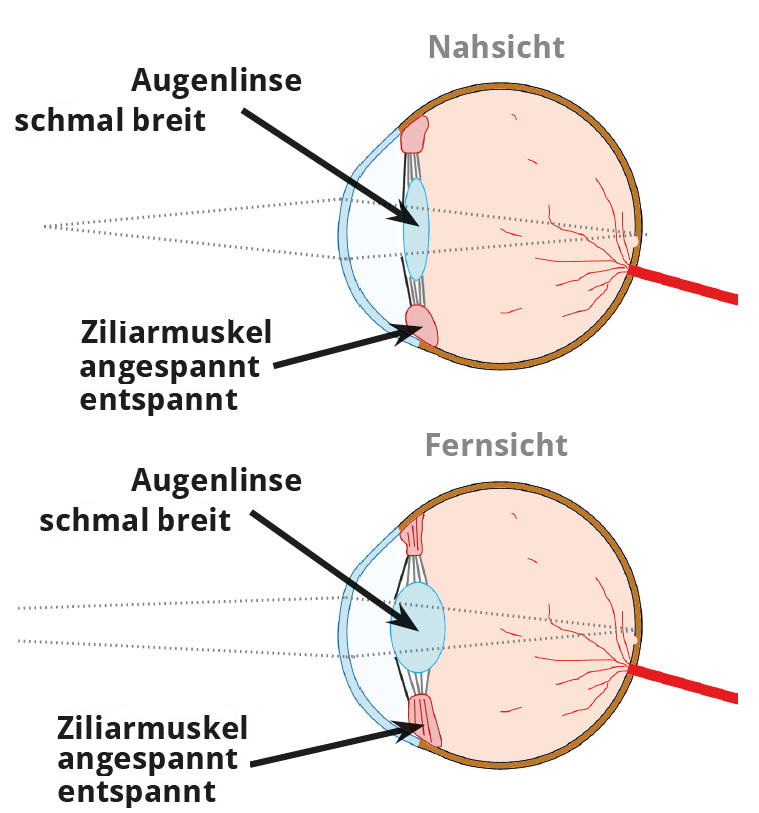 Nahsicht
Augenlinse
schmal breit
Ziliarmuskel
angespannt
entspannt
Fernsicht
Augenlinse
schmal breit
Ziliarmuskel
angespannt
entspannt